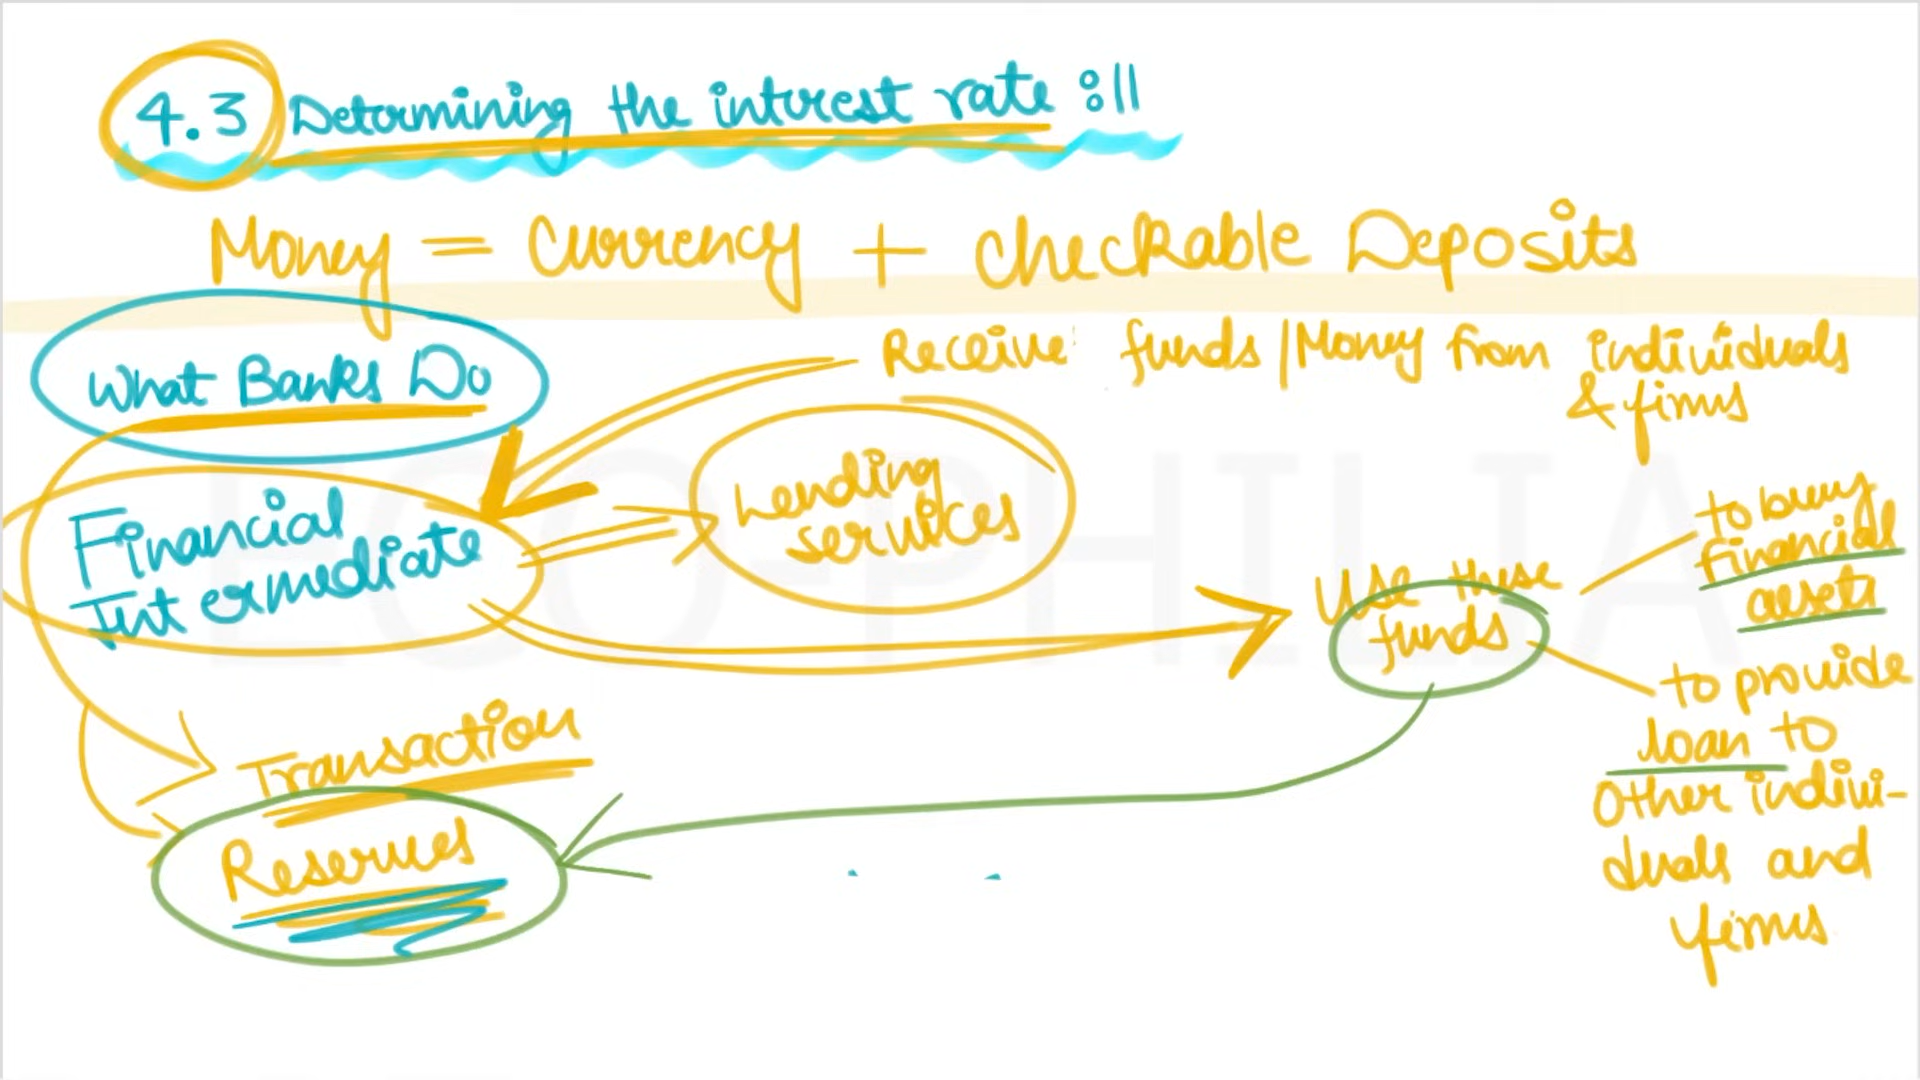 4.3 Determining the interest rate :||
Money = Currency + Checkable Deposits
What Banks Do
Receive funds / Money from individuals
& firms
Lending
services
Financial
Intermediate
Use these
funds
to buy
financial
assets
to provide
loan to
other indivi-
duals and
firms
Transaction
Reserves
ECO-PHILIA